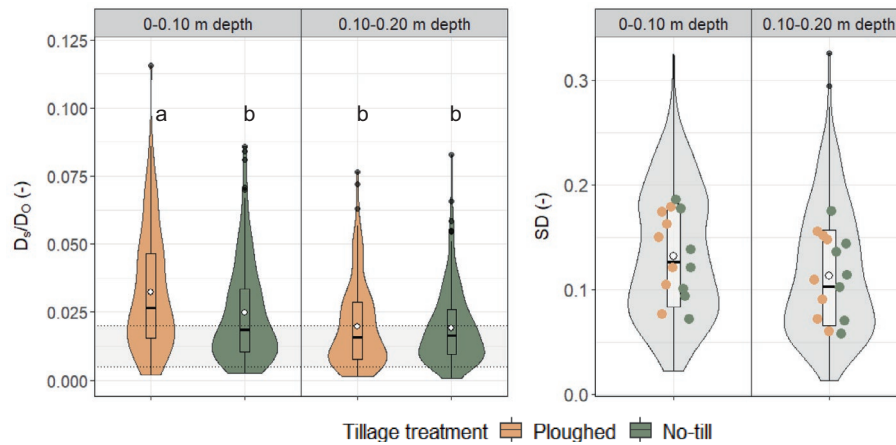 0-0.10 m depth
0.10-0.20 m depth
0.125
0.100
0.075
0.050
0.025
0.000
Ds/DO (-)
a
b
b
b
0-0.10 m depth
0.10-0.20 m depth
0.3
0.2
0.1
0.0
SD (-)
Tillage treatment Ploughed No-till